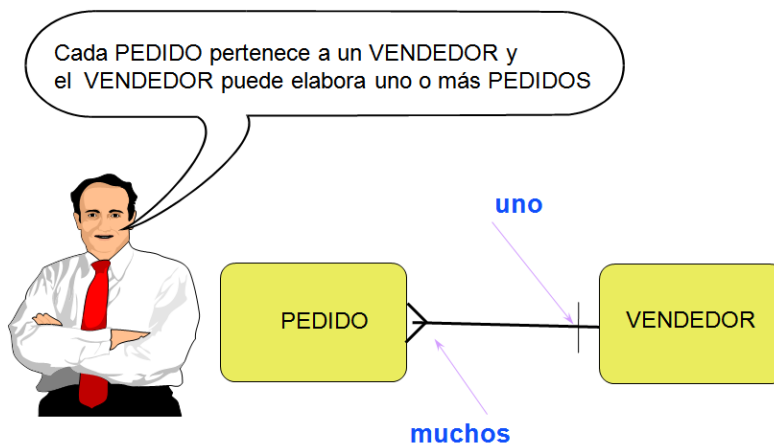 Cada PEDIDO pertenece a un VENDEDOR y
el VENDEDOR puede elabora uno o más PEDIDOS
uno
PEDIDO
VENDEDOR
muchos